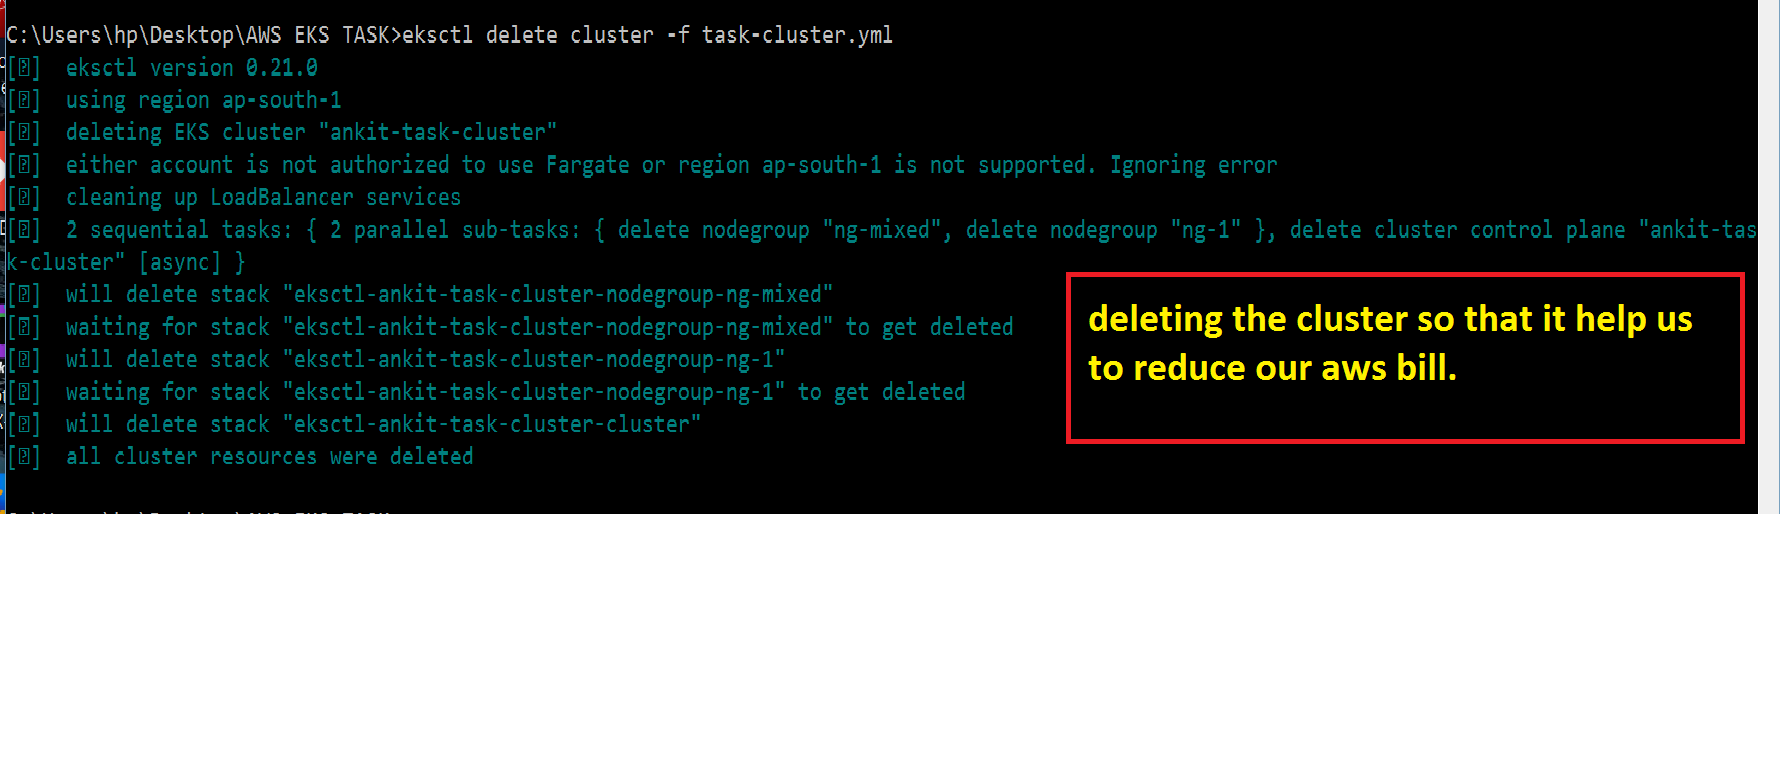 C:\Users\hp\Desktop\AWS EKS TASK>eksctl delete cluster -f task-cluster.yml
[⍰]  eksctl version 0.21.0
[⍰]  using region ap-south-1
[⍰]  deleting EKS cluster "ankit-task-cluster"
[⍰]  either account is not authorized to use Fargate or region ap-south-1 is not supported. Ignoring error
[⍰]  cleaning up LoadBalancer services
[⍰]  2 sequential tasks: { 2 parallel sub-tasks: { delete nodegroup "ng-mixed", delete nodegroup "ng-1" }, delete cluster control plane "ankit-tas
k-cluster" [async] }
[⍰]  will delete stack "eksctl-ankit-task-cluster-nodegroup-ng-mixed"
[⍰]  waiting for stack "eksctl-ankit-task-cluster-nodegroup-ng-mixed" to get deleted
[⍰]  will delete stack "eksctl-ankit-task-cluster-nodegroup-ng-1"
[⍰]  waiting for stack "eksctl-ankit-task-cluster-nodegroup-ng-1" to get deleted
[⍰]  will delete stack "eksctl-ankit-task-cluster-cluster"
[⍰]  all cluster resources were deleted
deleting the cluster so that it help us
to reduce our aws bill.